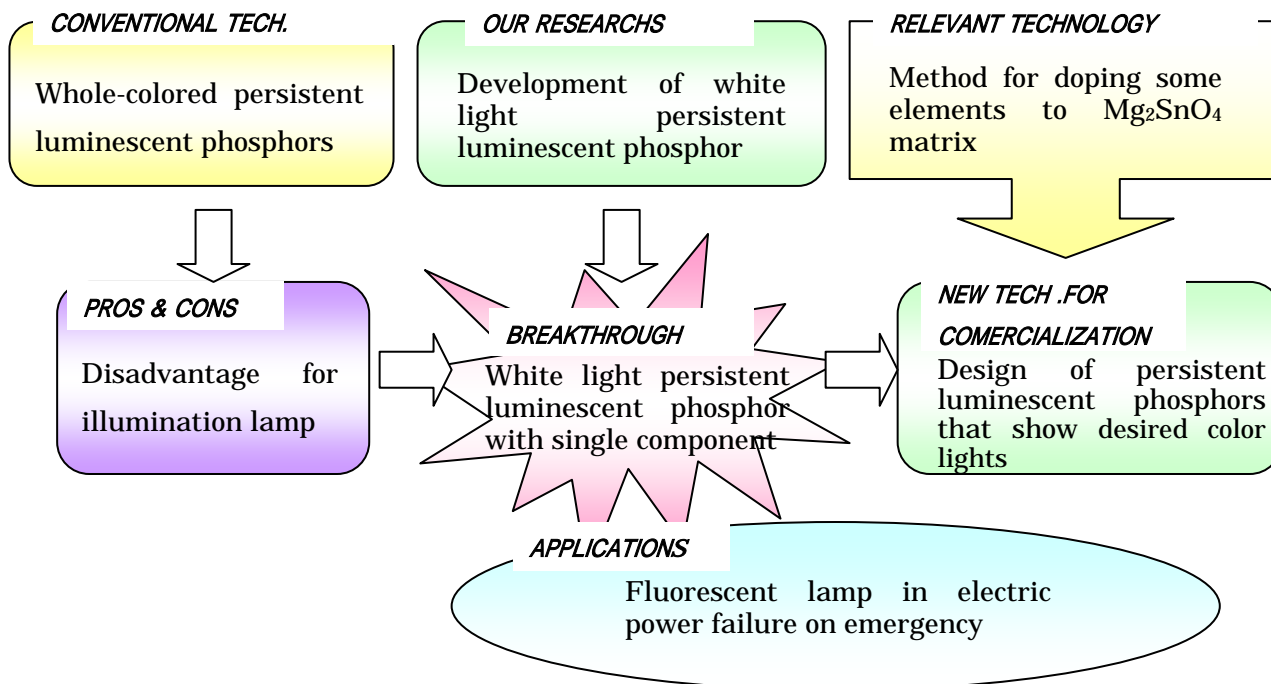 CONVENTIONAL TECH.
Whole-colored persistent
luminescent phosphors
OUR RESEARCHS
Development of white
light persistent
luminescent phosphor
RELEVANT TECHNOLOGY
Method for doping some
elements to Mg₂SnO₄
matrix
PROS & CONS
Disadvantage for
illumination lamp
BREAKTHROUGH
White light persistent
luminescent phosphor
with single component
NEW TECH .FOR
COMERCIALIZATION
Design of persistent
luminescent phosphors
that show desired color
lights
APPLICATIONS
Fluorescent lamp in electric
power failure on emergency